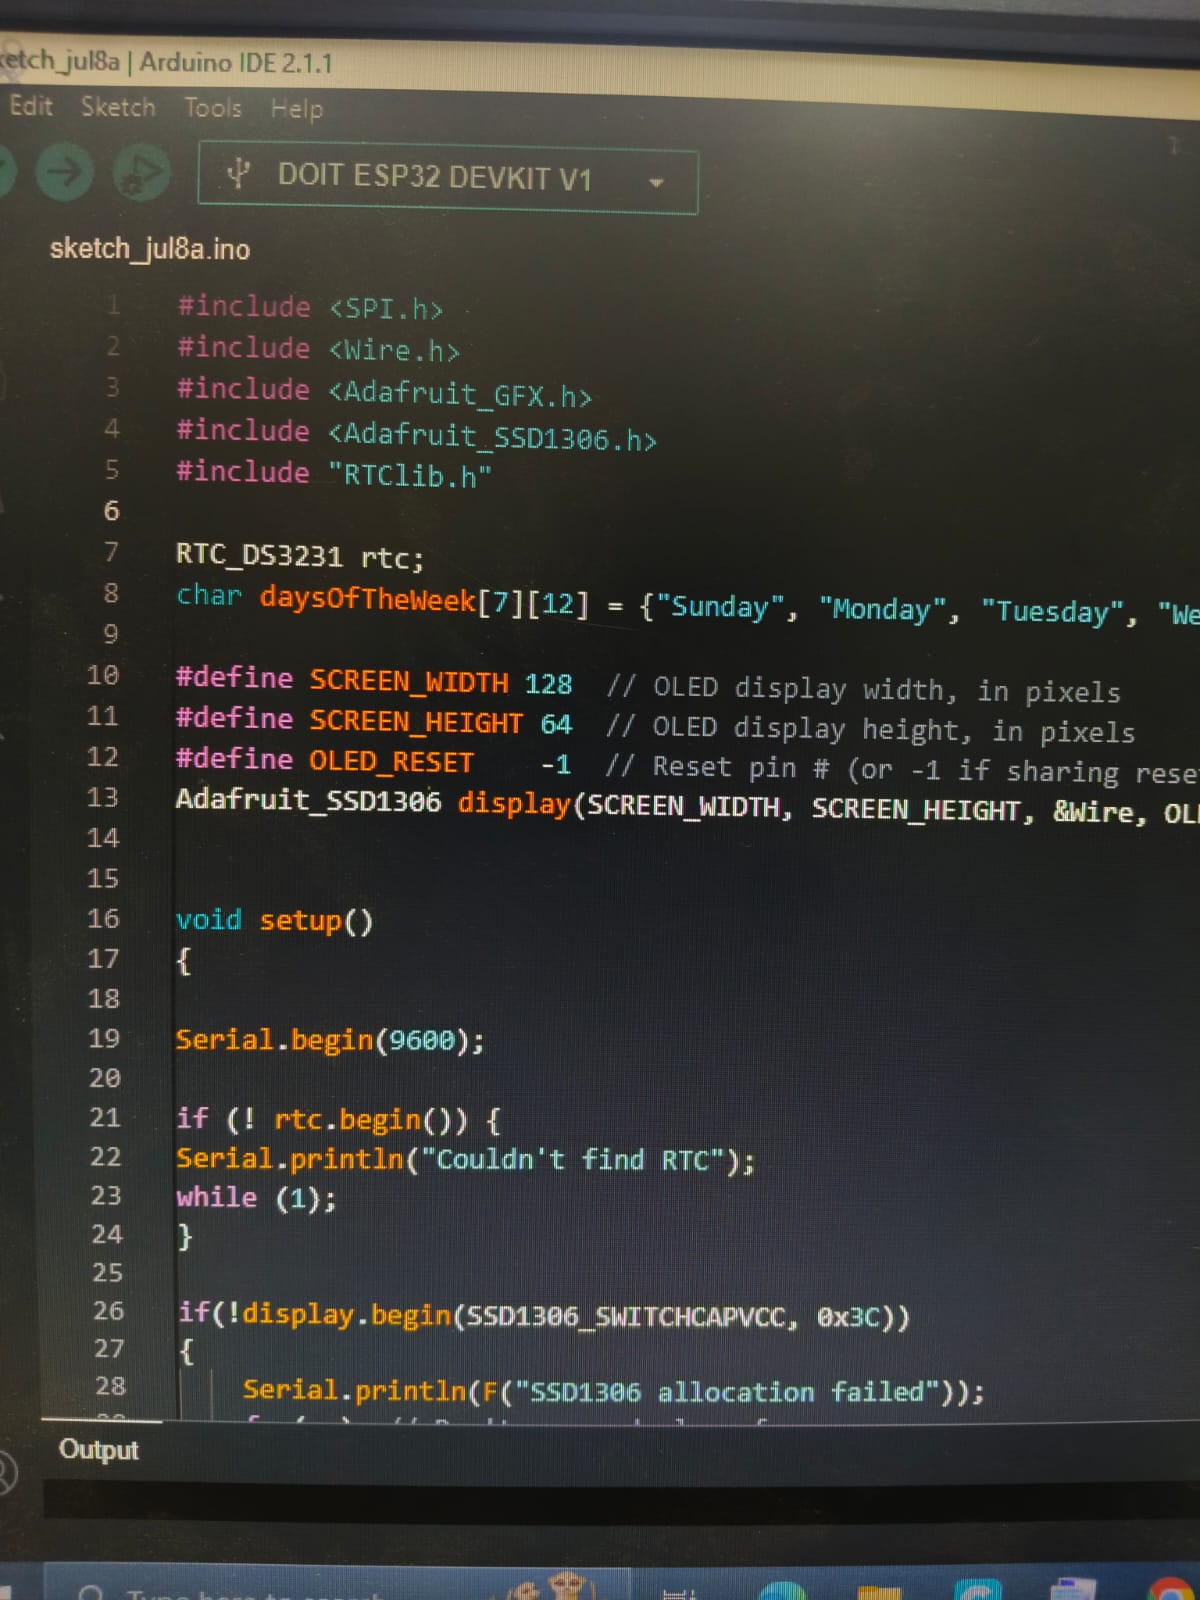 ketch_jul8a | Arduino IDE 2.1.1
Edit Sketch Tools Help
DOIT ESP32 DEVKIT V1
sketch_jul8a.ino
1 #include <SPI.h>
2 #include <Wire.h>
3 #include <Adafruit_GFX.h>
4 #include <Adafruit_SSD1306.h>
5 #include "RTClib.h"
6
7 RTC_DS3231 rtc;
8 char daysOfTheWeek[7][12] = {"Sunday", "Monday", "Tuesday", "We
9
10 #define SCREEN_WIDTH 128 // OLED display width, in pixels
11 #define SCREEN_HEIGHT 64 // OLED display height, in pixels
12 #define OLED_RESET -1 // Reset pin # (or -1 if sharing rese
13 Adafruit_SSD1306 display(SCREEN_WIDTH, SCREEN_HEIGHT, &Wire, OL
14
15
16 void setup()
17 {
18
19 Serial.begin(9600);
20
21 if (! rtc.begin()) {
22 Serial.println("Couldn't find RTC");
23 while (1);
24 }
25
26 if(!display.begin(SSD1306_SWITCHCAPVCC, 0x3C))
27 {
28 Serial.println(F("SSD1306 allocation failed"));
Output
Type here to search